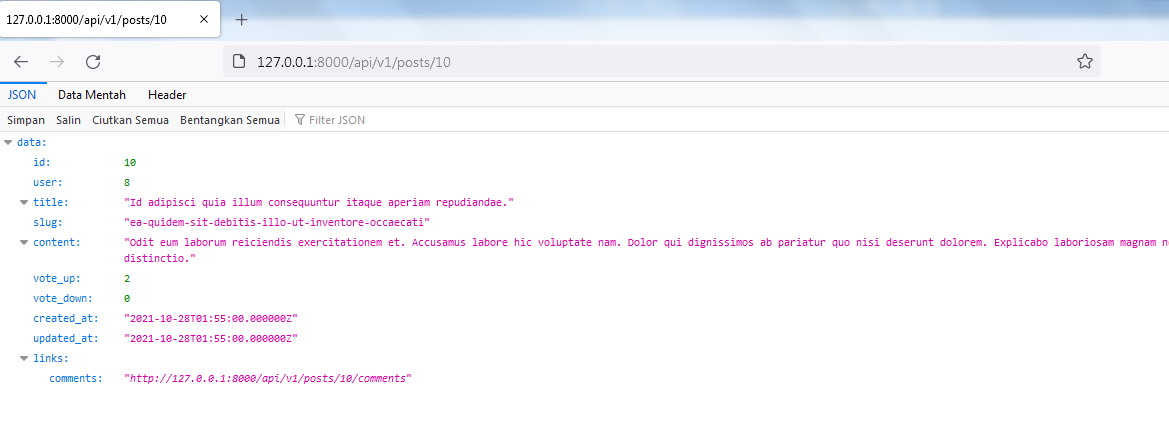 127.0.0.1:8000/api/v1/posts/10
127.0.0.1:8000/api/v1/posts/10
JSON Data Mentah Header
Simpan Salin Ciutkan Semua Bentangkan Semua Filter JSON
data:
id: 10
user: 8
title: "Id adipisci quia illum consequuntur itaque aperiam repudiandae."
slug: "ea-quidem-sit-debitis-illo-ut-inventore-occaecati"
content: "Odit eum laborum reiciendis exercitationem et. Accusamus labore hic voluptate nam. Dolor qui dignissimos ab pariatur quo nisi deserunt dolorem. Explicabo laboriosam magnam
distinctio."
vote_up: 2
vote_down: 0
created_at: "2021-10-28T01:55:00.000000Z"
updated_at: "2021-10-28T01:55:00.000000Z"
links:
comments: "http://127.0.0.1:8000/api/v1/posts/10/comments"